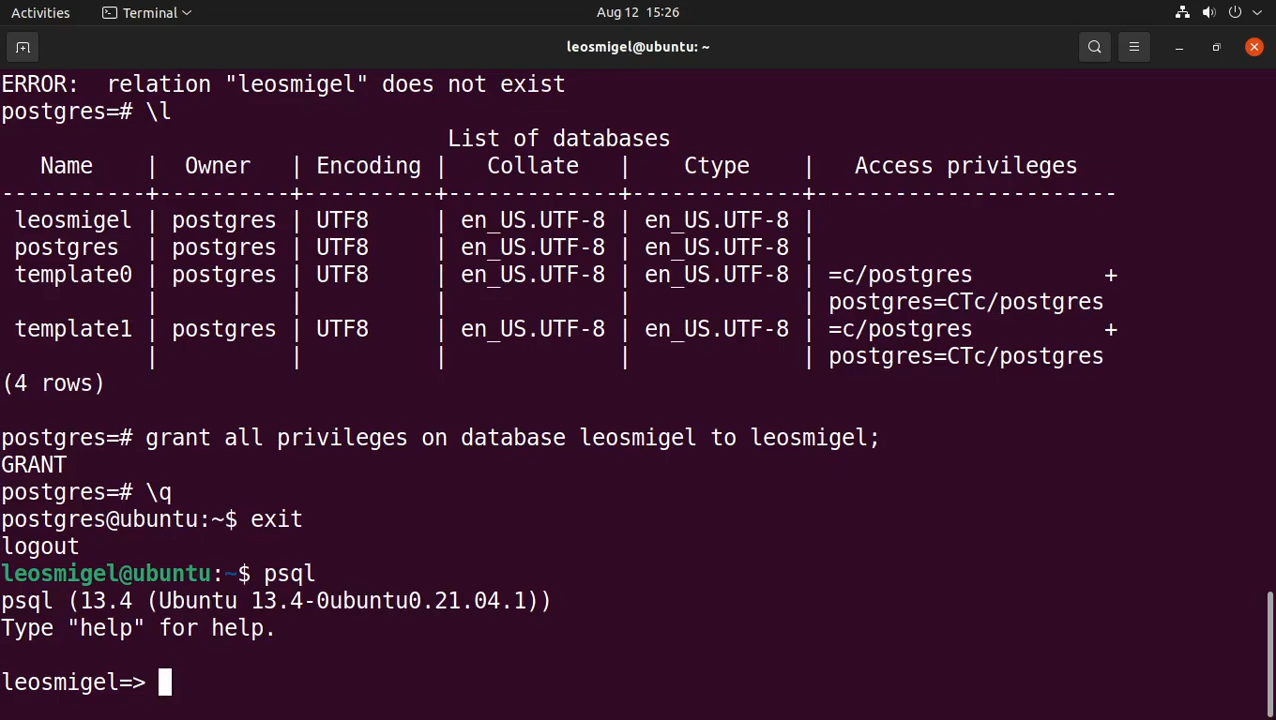 Activities Terminal Aug 12 15:26
leosmigel@ubuntu: ~
ERROR:  relation "leosmigel" does not exist
postgres=# \l
                                  List of databases
   Name    |  Owner   | Encoding |   Collate   |    Ctype    |   Access privileges
-----------+----------+----------+-------------+-------------+-----------------------
 leosmigel | postgres | UTF8     | en_US.UTF-8 | en_US.UTF-8 |
 postgres  | postgres | UTF8     | en_US.UTF-8 | en_US.UTF-8 |
 template0 | postgres | UTF8     | en_US.UTF-8 | en_US.UTF-8 | =c/postgres          +
           |          |          |             |             | postgres=CTc/postgres
 template1 | postgres | UTF8     | en_US.UTF-8 | en_US.UTF-8 | =c/postgres          +
           |          |          |             |             | postgres=CTc/postgres
(4 rows)
postgres=# grant all privileges on database leosmigel to leosmigel;
GRANT
postgres=# \q
postgres@ubuntu:~$ exit
logout
leosmigel@ubuntu:~$ psql
psql (13.4 (Ubuntu 13.4-0ubuntu0.21.04.1))
Type "help" for help.
leosmigel=>